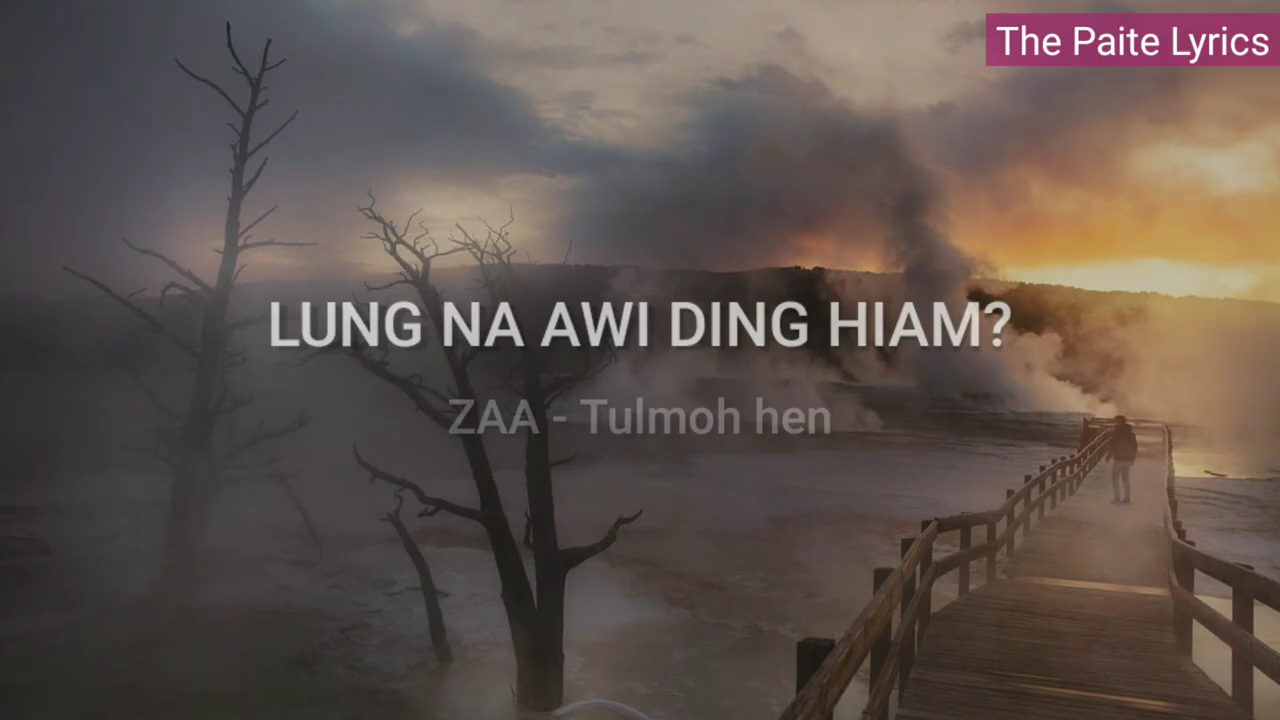 The Paite Lyrics
LUNG NA AWI DING HIAM?
ZAA - Tulmoh hen